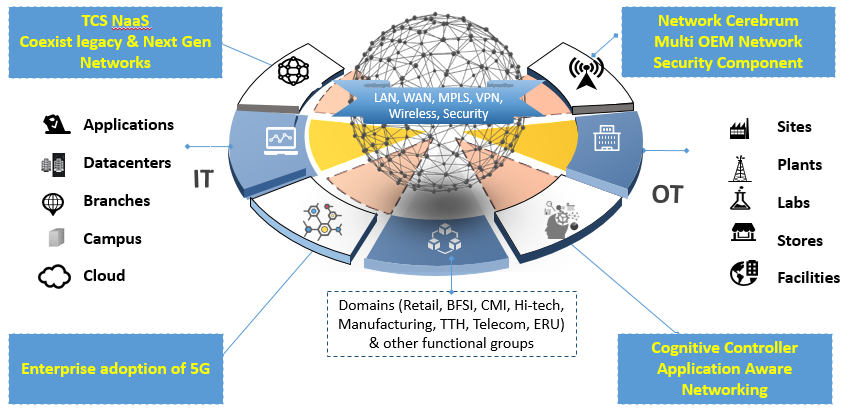 TCS NaaS
Coexist legacy & Next Gen
Networks
Network Cerebrum
Multi OEM Network
Security Component
LAN, WAN, MPLS, VPN,
Wireless, Security
Applications
Datacenters
Branches
Campus
Cloud
IT
OT
Sites
Plants
Labs
Stores
Facilities
Domains (Retail, BFSI, CMI, Hi-tech,
Manufacturing, TTH, Telecom, ERU)
& other functional groups
Enterprise adoption of 5G
Cognitive Controller
Application Aware
Networking